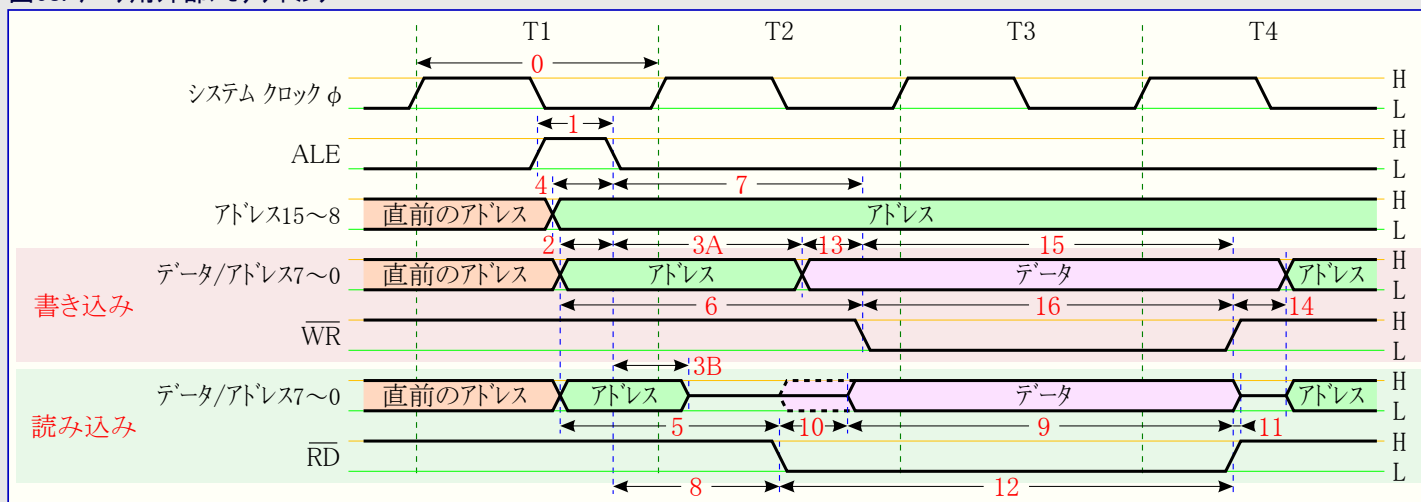 T1 T2 T3 T4
0
システム クロック φ H
L
1
ALE H
L
4 7
アドレス15～8 直前のアドレス アドレス H
L
2 3A 13 15
データ/アドレス7～0 直前のアドレス アドレス データ アドレス H
L
書き込み
6 16 14
WR H
L
3B
データ/アドレス7～0 直前のアドレス アドレス データ アドレス H
L
読み込み
5 10 9 11
RD H
L
8 12